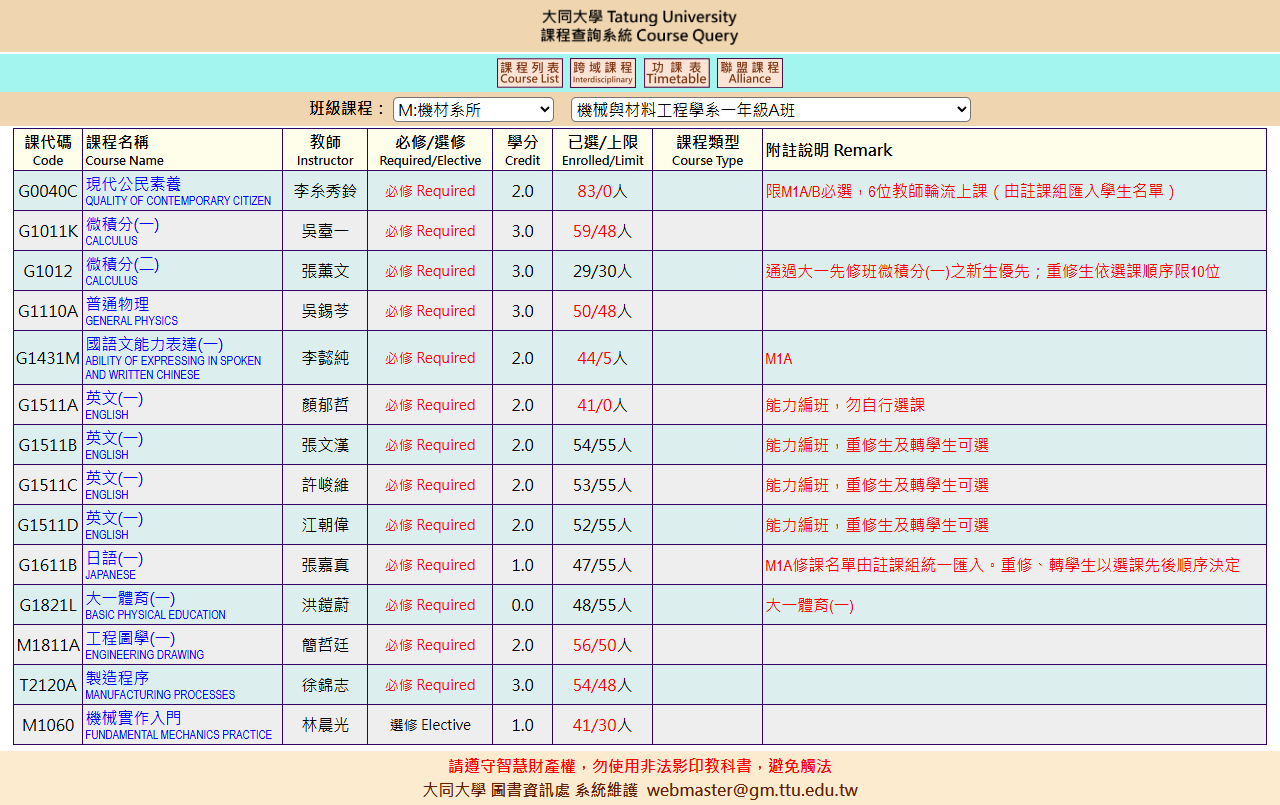 大同大學 Tatung University
課程查詢系統 Course Query
課程列表 跨域課程 功課表 聯盟課程
Course List Interdisciplinary Timetable Alliance
班級課程： M:機材系所 機械與材料工程學系一年級A班
課代碼 課程名稱 教師 必修/選修 學分 已選/上限 課程類型 附註說明 Remark
Code Course Name Instructor Required/Elective Credit Enrolled/Limit Course Type
G0040C 現代公民素養 李糸秀鈴 必修 Required 2.0 83/0人 限M1A/B必選，6位教師輪流上課（由註課組匯入學生名單）
QUALITY OF CONTEMPORARY CITIZEN
G1011K 微積分(一) 吳臺一 必修 Required 3.0 59/48人
CALCULUS
G1012 微積分(二) 張薰文 必修 Required 3.0 29/30人 通過大一先修班微積分(一)之新生優先；重修生依選課順序限10位
CALCULUS
G1110A 普通物理 吳錫芩 必修 Required 3.0 50/48人
GENERAL PHYSICS
G1431M 國語文能力表達(一) 李懿純 必修 Required 2.0 44/5人 M1A
ABILITY OF EXPRESSING IN SPOKEN
AND WRITTEN CHINESE
G1511A 英文(一) 顏郁哲 必修 Required 2.0 41/0人 能力編班，勿自行選課
ENGLISH
G1511B 英文(一) 張文漢 必修 Required 2.0 54/55人 能力編班，重修生及轉學生可選
ENGLISH
G1511C 英文(一) 許峻維 必修 Required 2.0 53/55人 能力編班，重修生及轉學生可選
ENGLISH
G1511D 英文(一) 江朝偉 必修 Required 2.0 52/55人 能力編班，重修生及轉學生可選
ENGLISH
G1611B 日語(一) 張嘉真 必修 Required 1.0 47/55人 M1A修課名單由註課組統一匯入。重修、轉學生以選課先後順序決定
JAPANESE
G1821L 大一體育(一) 洪鎧蔚 必修 Required 0.0 48/55人 大一體育(一)
BASIC PHYSICAL EDUCATION
M1811A 工程圖學(一) 簡哲廷 必修 Required 2.0 56/50人
ENGINEERING DRAWING
T2120A 製造程序 徐錦志 必修 Required 3.0 54/48人
MANUFACTURING PROCESSES
M1060 機械實作入門 林晨光 選修 Elective 1.0 41/30人
FUNDAMENTAL MECHANICS PRACTICE
請遵守智慧財產權，勿使用非法影印教科書，避免觸法
大同大學 圖書資訊處 系統維護 webmaster@gm.ttu.edu.tw